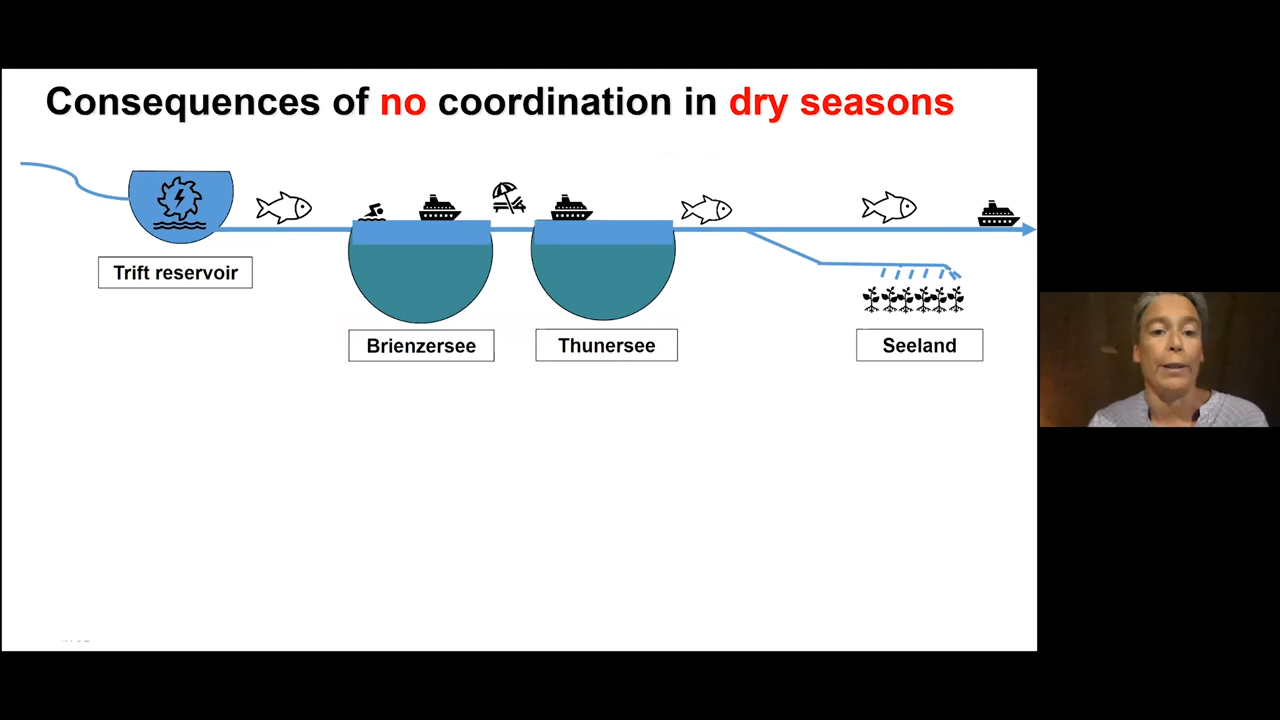 Consequences of no coordination in dry seasons
Trift reservoir
Brienzersee
Thunersee
Seeland